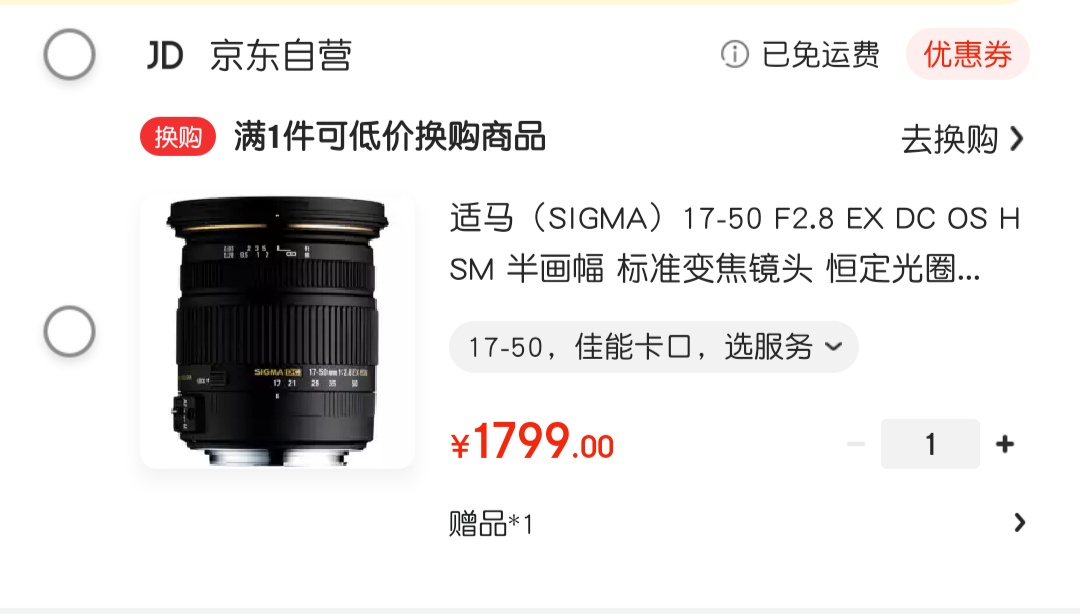 JD 京东自营 已免运费 优惠券
换购 满1件可低价换购商品 去换购
适马（SIGMA）17-50 F2.8 EX DC OS H
SM 半画幅 标准变焦镜头 恒定光圈...
17-50，佳能卡口，选服务
¥1799.00 1
赠品*1
SIGMA DC 17-50mm 1:2.8 EX HSM
17 21 28 35 50